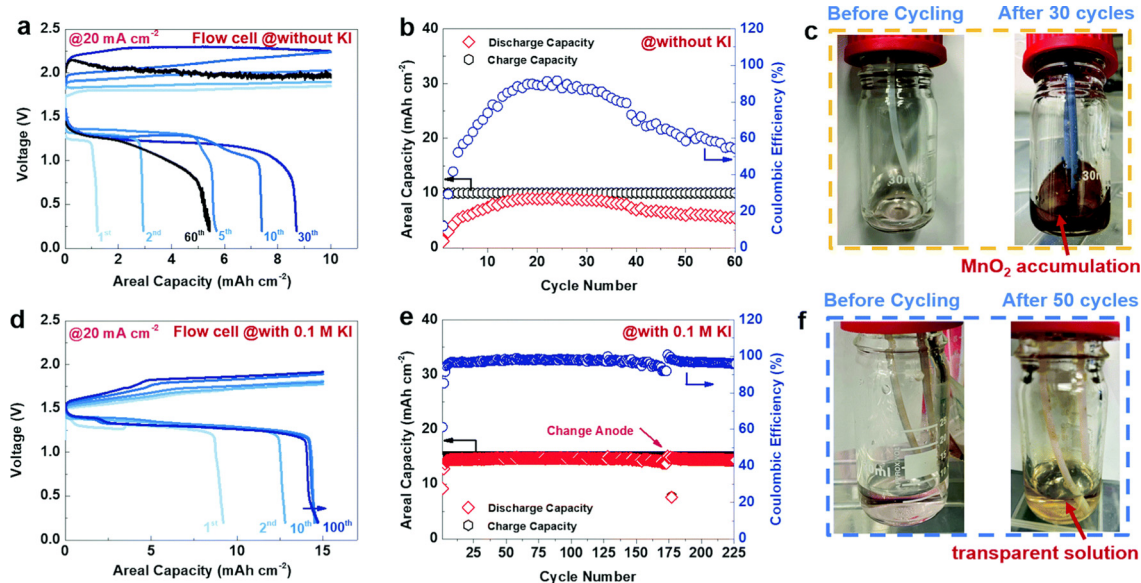 a
@20 mA cm⁻² Flow cell @without KI
2.5
2.0
1.5
1.0
0.5
0.0
Voltage (V)
1ˢᵗ 2ⁿᵈ 60ᵗʰ 5ᵗʰ 10ᵗʰ 30ᵗʰ
0 2 4 6 8 10
Areal Capacity (mAh cm⁻²)
b
@without KI
Discharge Capacity
Charge Capacity
40
30
20
10
0
Areal Capacity (mAh cm⁻²)
120
100
80
60
40
20
0
Coulombic Efficiency (%)
10 20 30 40 50 60
Cycle Number
c
Before Cycling After 30 cycles
30ml
30m
MnO₂ accumulation
d
@20 mA cm⁻² Flow cell @with 0.1 M KI
2.5
2.0
1.5
1.0
0.5
0.0
Voltage (V)
1ˢᵗ 2ⁿᵈ 10ᵗʰ 100ᵗʰ
0 5 10 15
Areal Capacity (mAh cm⁻²)
e
@with 0.1 M KI
40
30
20
10
0
Areal Capacity (mAh cm⁻²)
Change Anode
Discharge Capacity
Charge Capacity
120
100
80
60
40
20
0
Coulombic Efficiency (%)
25 50 75 100 125 150 175 200 225
Cycle Number
f
Before Cycling After 50 cycles
transparent solution